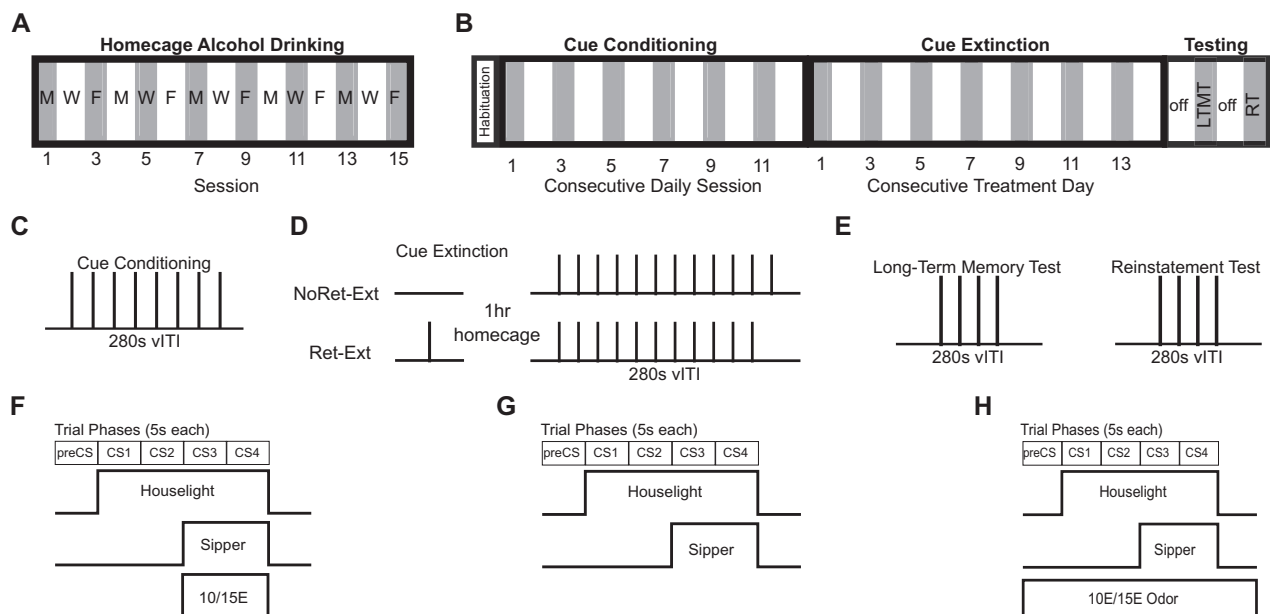 A
Homecage Alcohol Drinking
M W F M W F M W F M W F M W F
1 3 5 7 9 11 13 15
Session
B
Cue Conditioning
Cue Extinction
Testing
Habituation
off LTMT off RT
1 3 5 7 9 11
1 3 5 7 9 11 13
Consecutive Daily Session
Consecutive Treatment Day
C
Cue Conditioning
280s vITI
D
Cue Extinction
NoRet-Ext
1hr
homecage
Ret-Ext
280s vITI
E
Long-Term Memory Test
280s vITI
Reinstatement Test
280s vITI
F
Trial Phases (5s each)
preCS CS1 CS2 CS3 CS4
Houselight
Sipper
10/15E
G
Trial Phases (5s each)
preCS CS1 CS2 CS3 CS4
Houselight
Sipper
H
Trial Phases (5s each)
preCS CS1 CS2 CS3 CS4
Houselight
Sipper
10E/15E Odor